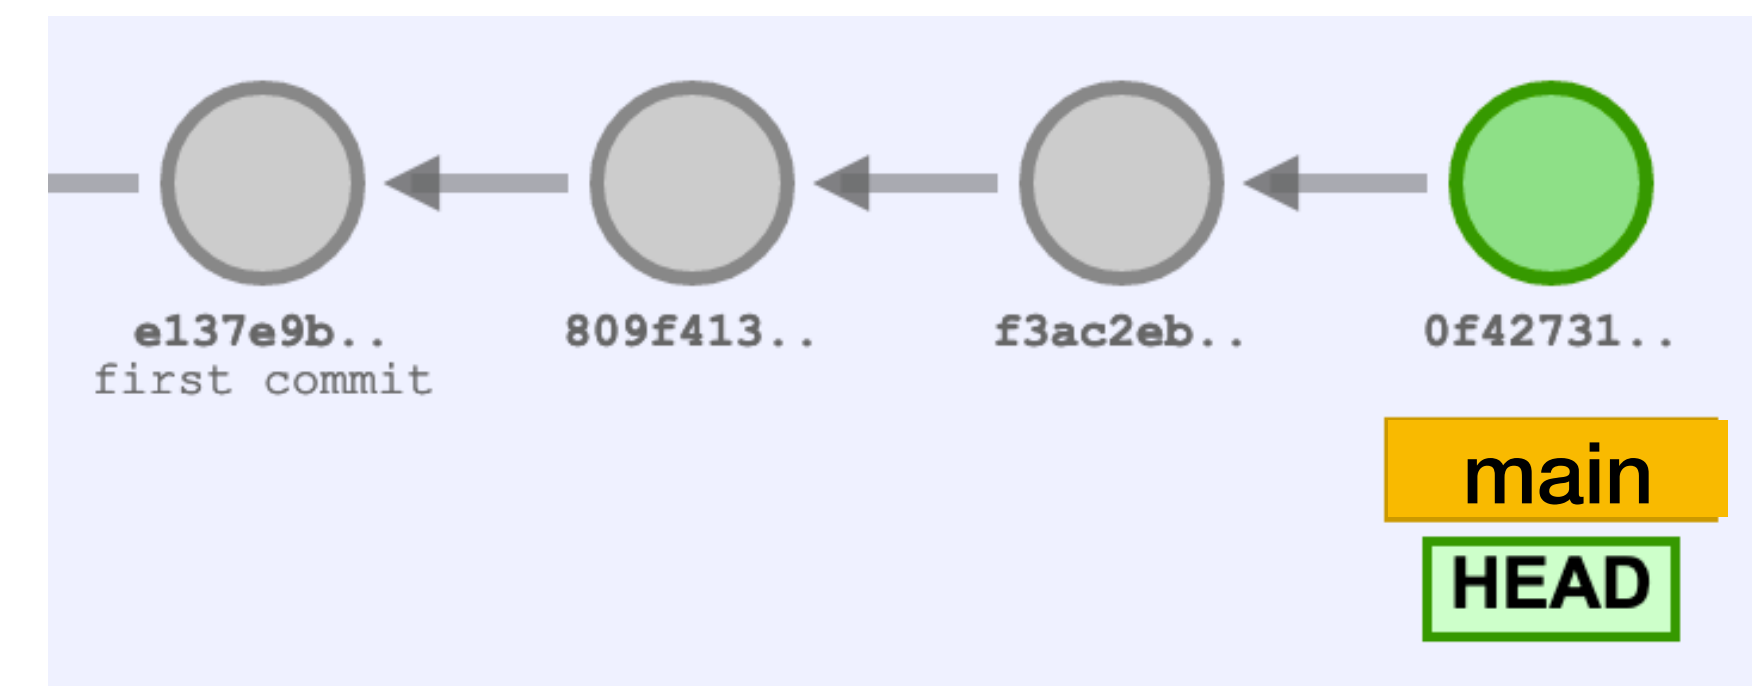 e137e9b..
809f413..
f3ac2eb..
0f42731..
first commit
main
HEAD